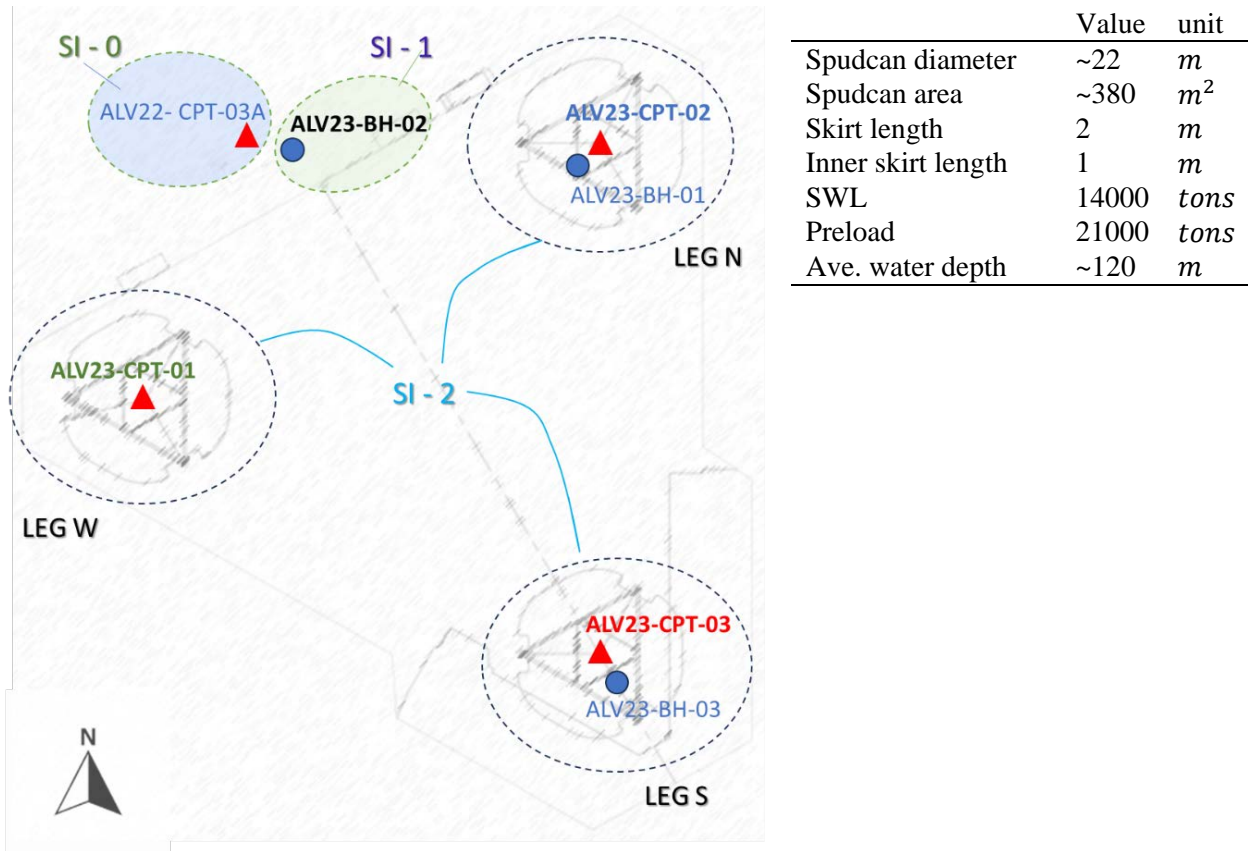 SI - 0
SI - 1
ALV22- CPT-03A
ALV23-BH-02
ALV23-CPT-02
ALV23-BH-01
LEG N
ALV23-CPT-01
SI - 2
LEG W
ALV23-CPT-03
ALV23-BH-03
LEG S
N
Value unit
Spudcan diameter ~22 m
Spudcan area ~380 m²
Skirt length 2 m
Inner skirt length 1 m
SWL 14000 tons
Preload 21000 tons
Ave. water depth ~120 m